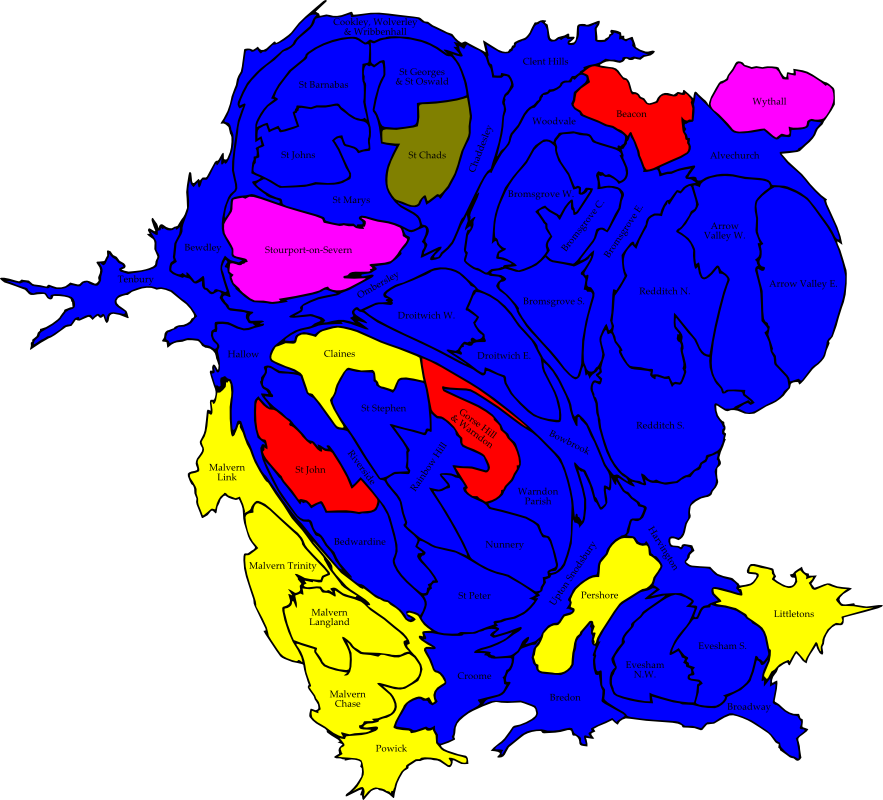 Cookley, Wolverley
& Wribbenhall
Clent Hills
St Barnabas
St Georges
& St Oswald
Beacon
Wythall
Woodvale
Chaddesley
St Johns
St Chads
Alvechurch
St Marys
Bromsgrove W.
Bromsgrove C.
Bromsgrove E.
Arrow
Valley W.
Bewdley
Stourport-on-Severn
Tenbury
Ombersley
Redditch N.
Arrow Valley E.
Bromsgrove S.
Droitwich W.
Hallow
Claines
Droitwich E.
St Stephen
Gorse Hill
& Warndon
Redditch S.
Bowbrook
Malvern
Link
St John
Riverside
Rainbow Hill
Warndon
Parish
Bedwardine
Nunnery
Harvington
Upton Snodsbury
Malvern Trinity
St Peter
Pershore
Littletons
Malvern
Langland
Evesham S.
Evesham
N.W.
Croome
Malvern
Chase
Bredon
Broadway
Powick